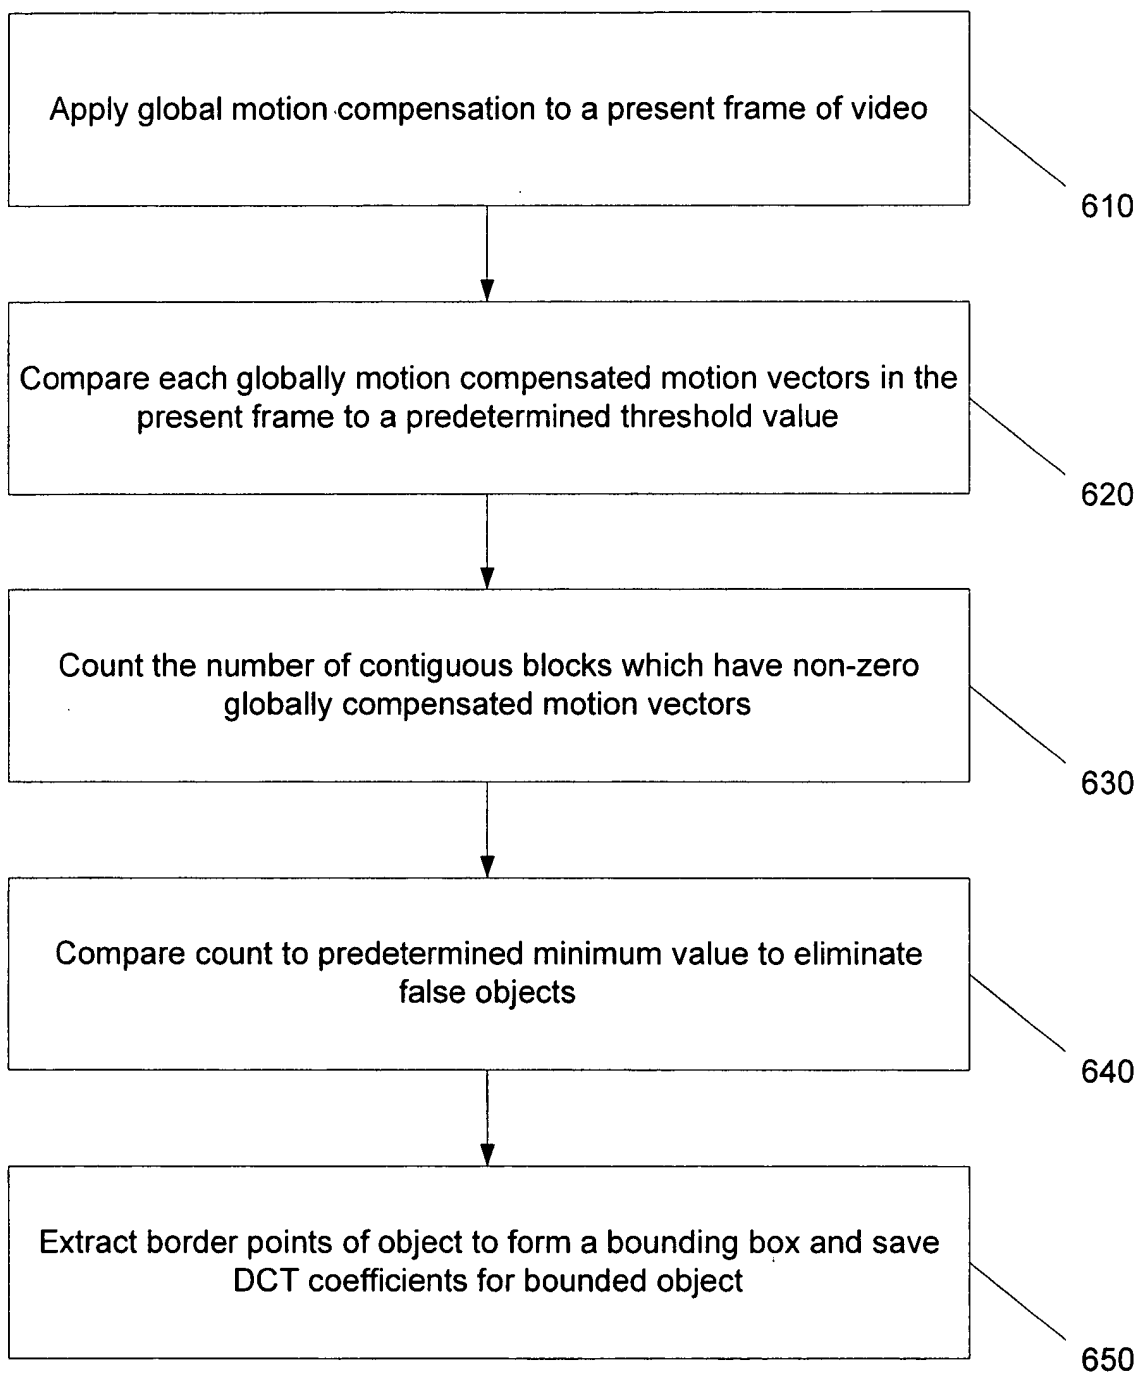 Apply global motion compensation to a present frame of video
610
Compare each globally motion compensated motion vectors in the
present frame to a predetermined threshold value
620
Count the number of contiguous blocks which have non-zero
globally compensated motion vectors
630
Compare count to predetermined minimum value to eliminate
false objects
640
Extract border points of object to form a bounding box and save
DCT coefficients for bounded object
650